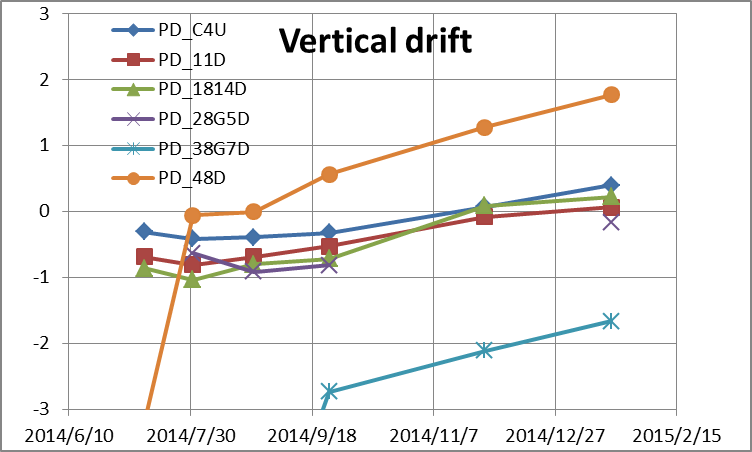 Vertical drift
3
2
1
0
-1
-2
-3
PD_C4U
PD_11D
PD_1814D
PD_28G5D
PD_38G7D
PD_48D
2014/6/10 2014/7/30 2014/9/18 2014/11/7 2014/12/27 2015/2/15